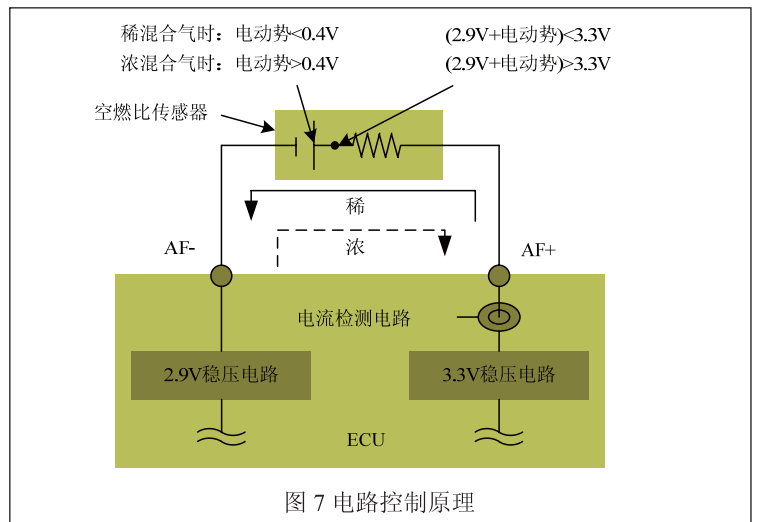 稀混合气时：电动势<0.4V
(2.9V+电动势)<3.3V
浓混合气时：电动势>0.4V
(2.9V+电动势)>3.3V
空燃比传感器
稀
浓
AF-
AF+
电流检测电路
2.9V稳压电路
3.3V稳压电路
ECU
图 7 电路控制原理